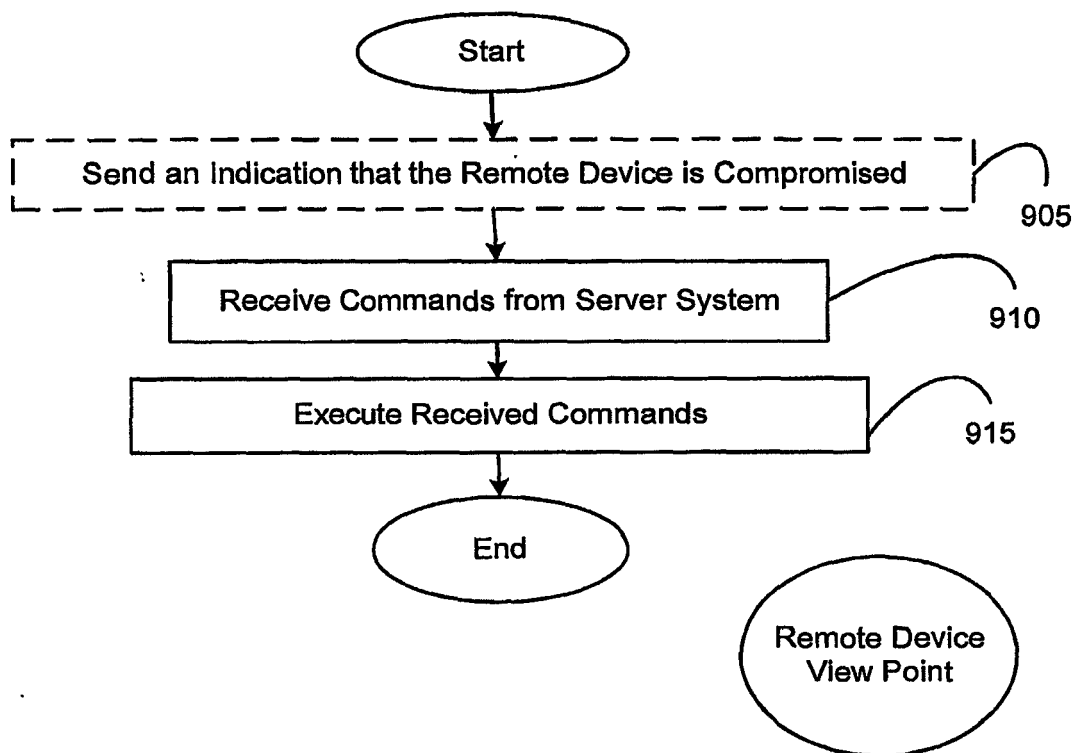 Start
Send an Indication that the Remote Device is Compromised
905
Receive Commands from Server System
910
Execute Received Commands
915
End
Remote Device
View Point